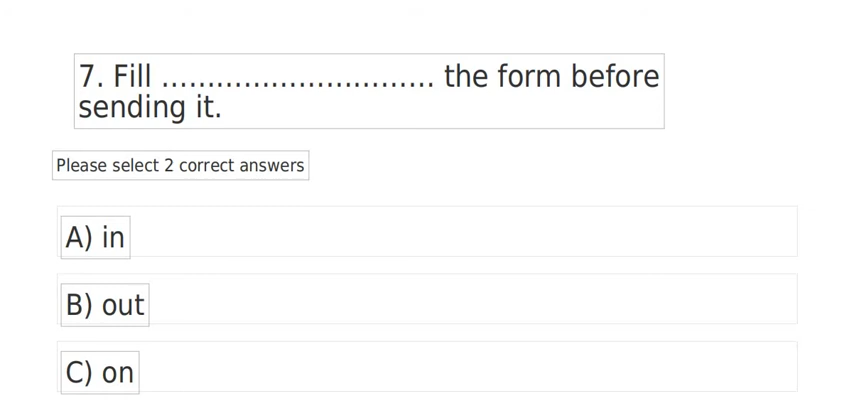 7. Fill .............................. the form before
sending it.
Please select 2 correct answers
A) in
B) out
C) on